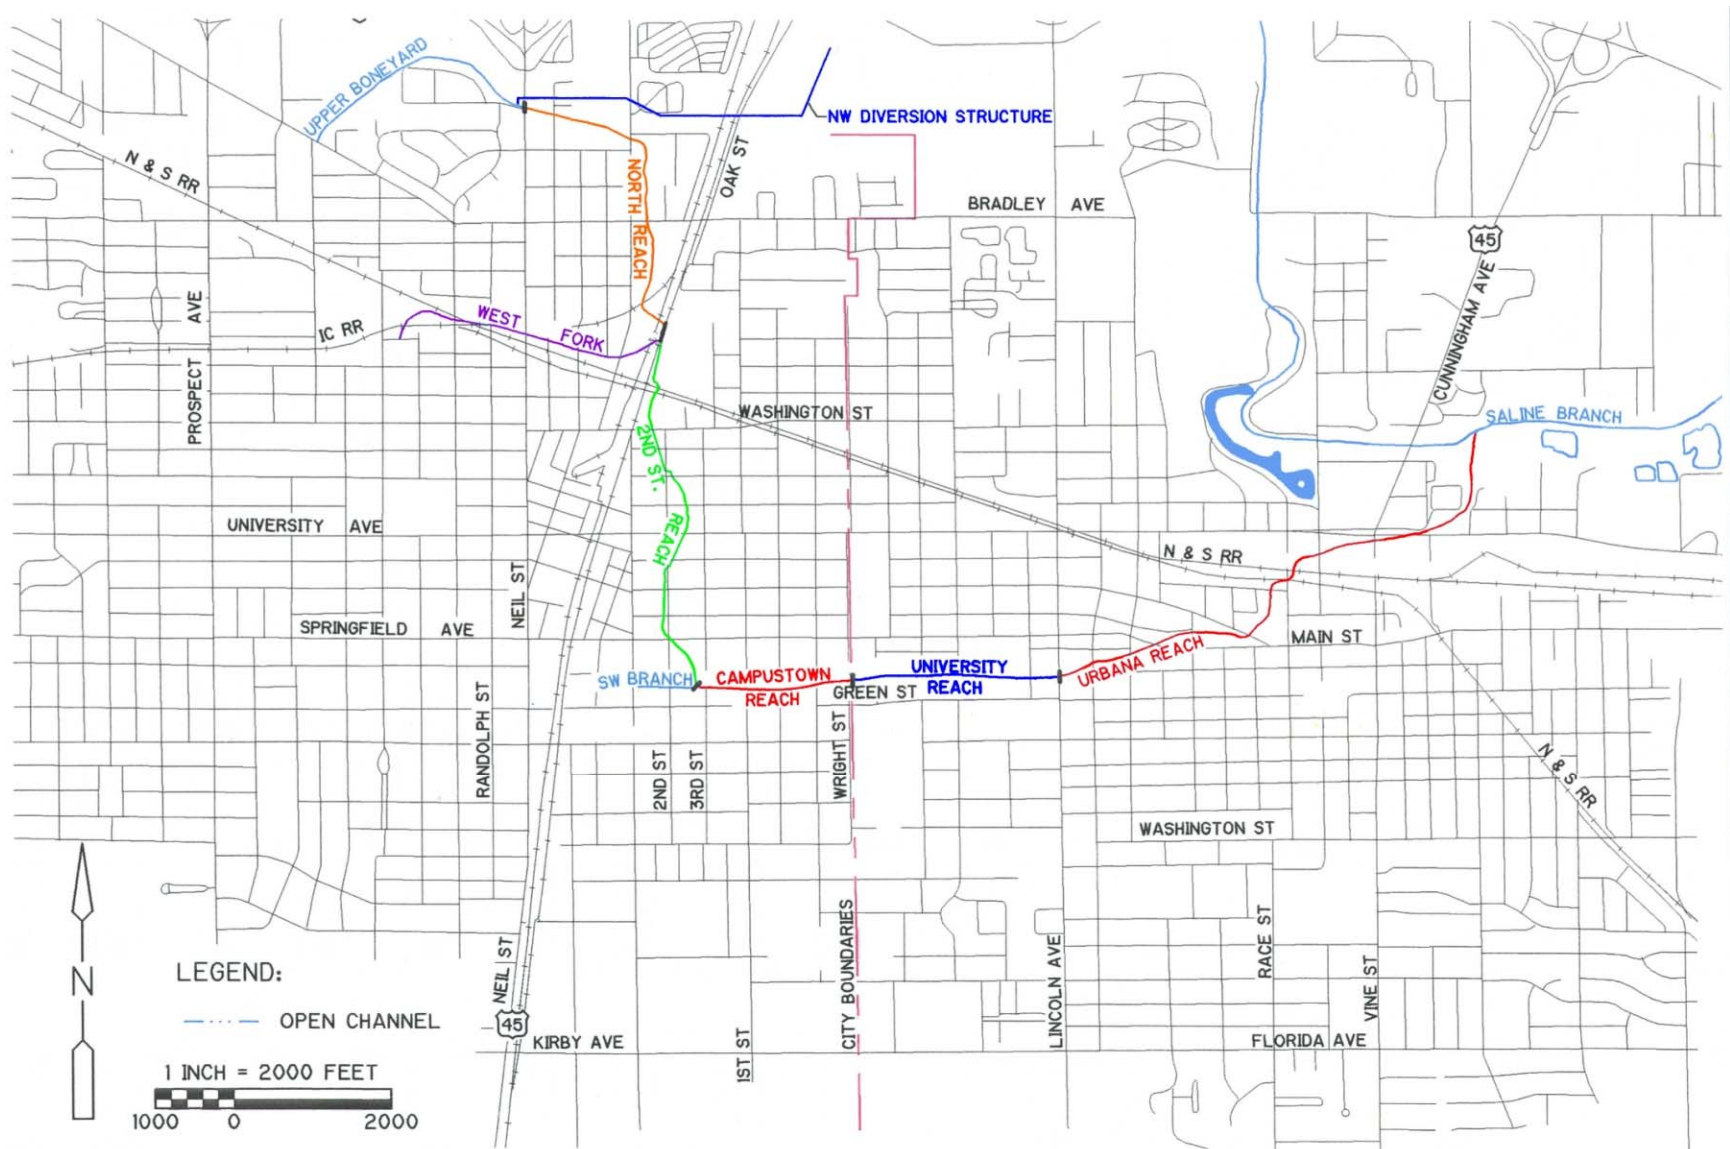 UPPER BONEYARD
NW DIVERSION STRUCTURE
N & S RR
OAK ST
NORTH REACH
BRADLEY AVE
45
CUNNINGHAM AVE
PROSPECT AVE
IC RR
WEST FORK
WASHINGTON ST
SALINE BRANCH
2ND ST. REACH
UNIVERSITY AVE
N & S RR
NEIL ST
SPRINGFIELD AVE
MAIN ST
SW BRANCH
CAMPUSTOWN
REACH
UNIVERSITY
REACH
URBANA REACH
GREEN ST
RANDOLPH ST
2ND ST
3RD ST
WRIGHT ST
N & S RR
WASHINGTON ST
CITY BOUNDARIES
LINCOLN AVE
RACE ST
VINE ST
NEIL ST
45
KIRBY AVE
1ST ST
FLORIDA AVE
N
LEGEND:
OPEN CHANNEL
1 INCH = 2000 FEET
1000 0 2000